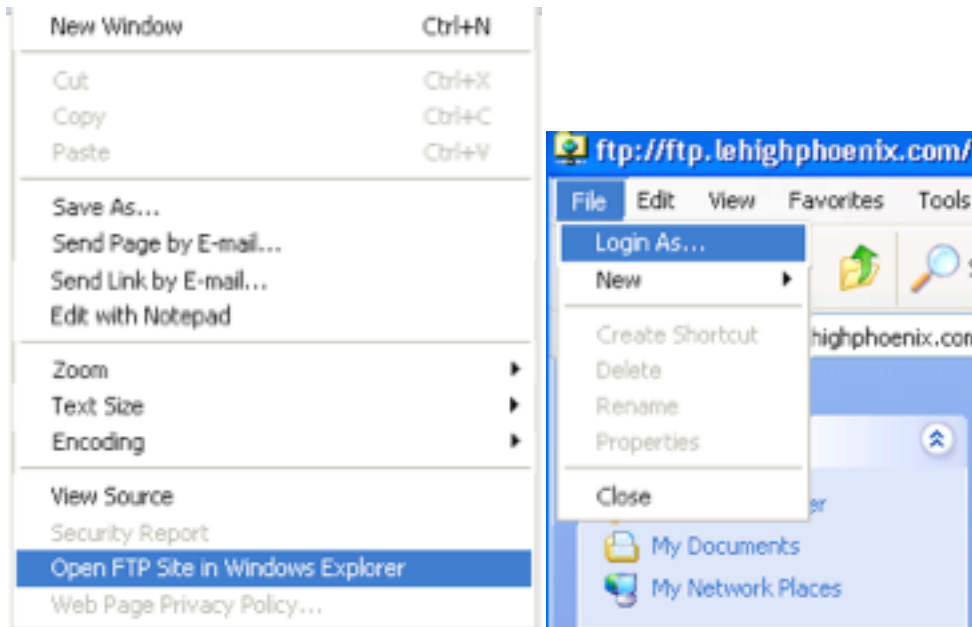 New Window Ctrl+N
Cut Ctrl+X
Copy Ctrl+C
Paste Ctrl+V
Save As...
Send Page by E-mail...
Send Link by E-mail...
Edit with Notepad
Zoom
Text Size
Encoding
View Source
Security Report
Open FTP Site in Windows Explorer
Web Page Privacy Policy...
ftp://ftp.lehighphoenix.com/
File Edit View Favorites Tools
Login As...
New
Create Shortcut
highphoenix.com
Delete
Rename
Properties
Close
My Documents
My Network Places